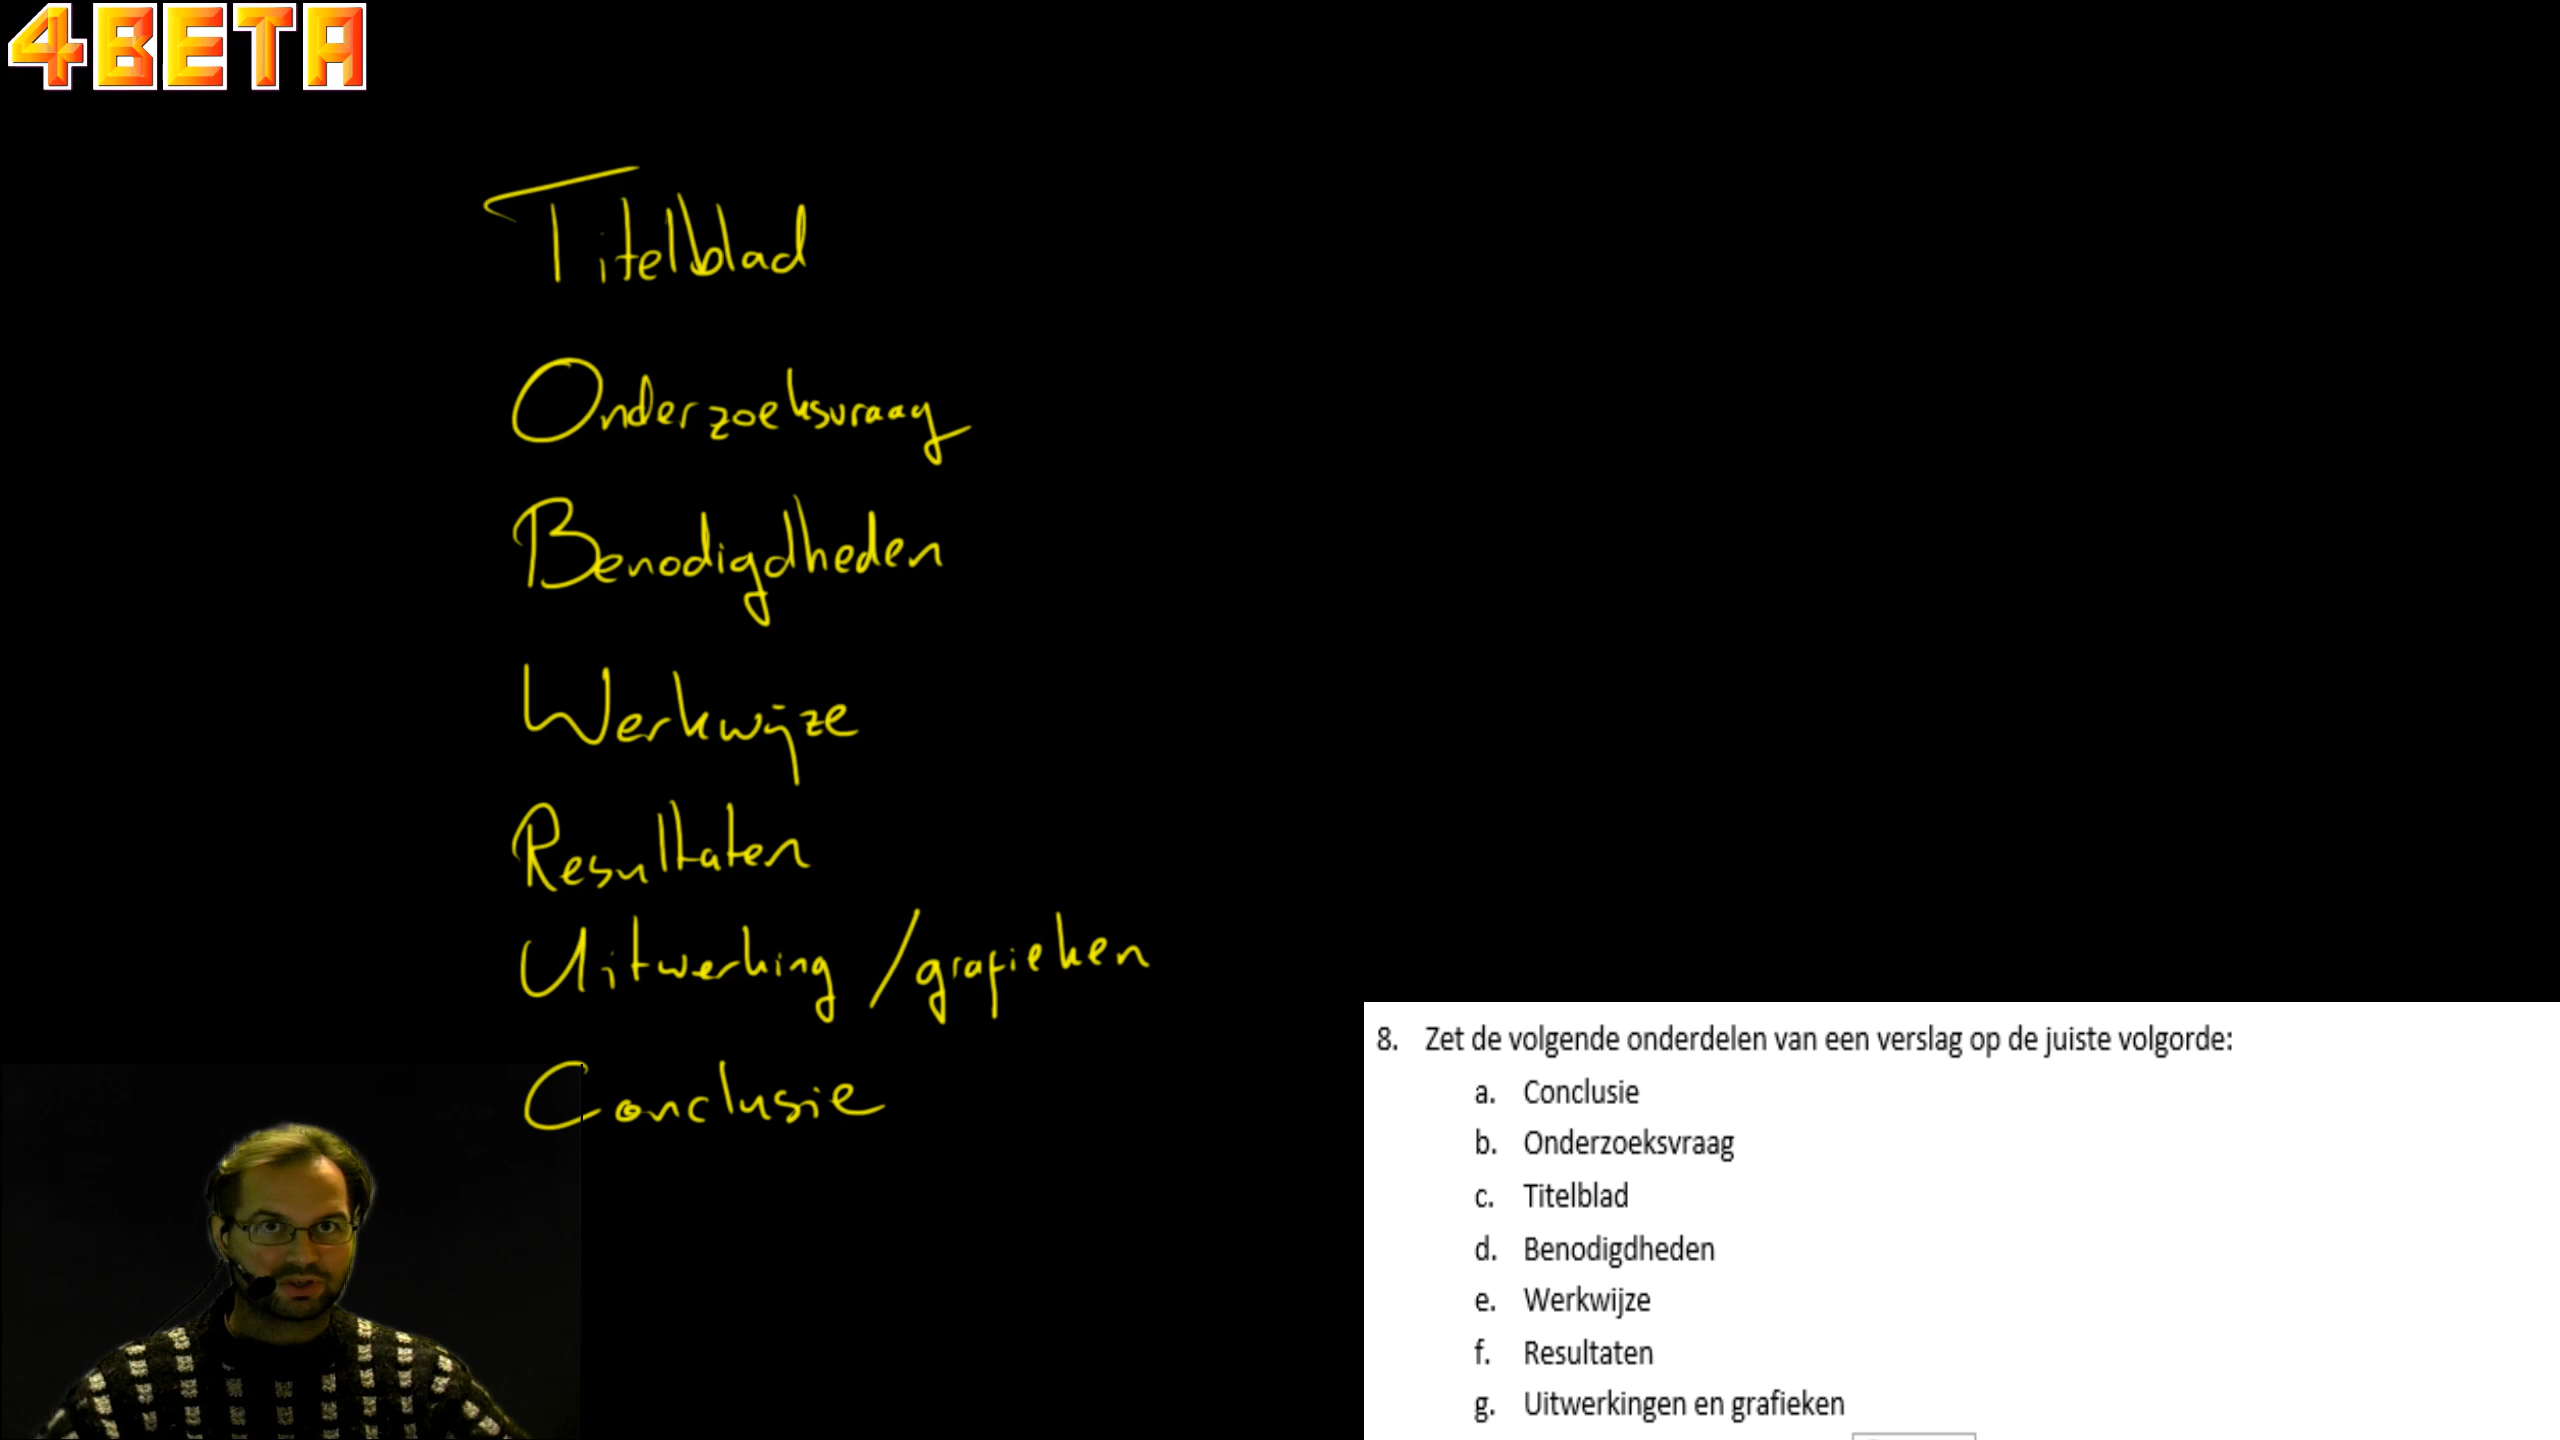 4BETA
Titelblad
Onderzoeksvraag
Benodigdheden
Werkwijze
Resultaten
Uitwerking / grafieken
Conclusie
8. Zet de volgende onderdelen van een verslag op de juiste volgorde:
a. Conclusie
b. Onderzoeksvraag
c. Titelblad
d. Benodigdheden
e. Werkwijze
f. Resultaten
g. Uitwerkingen en grafieken